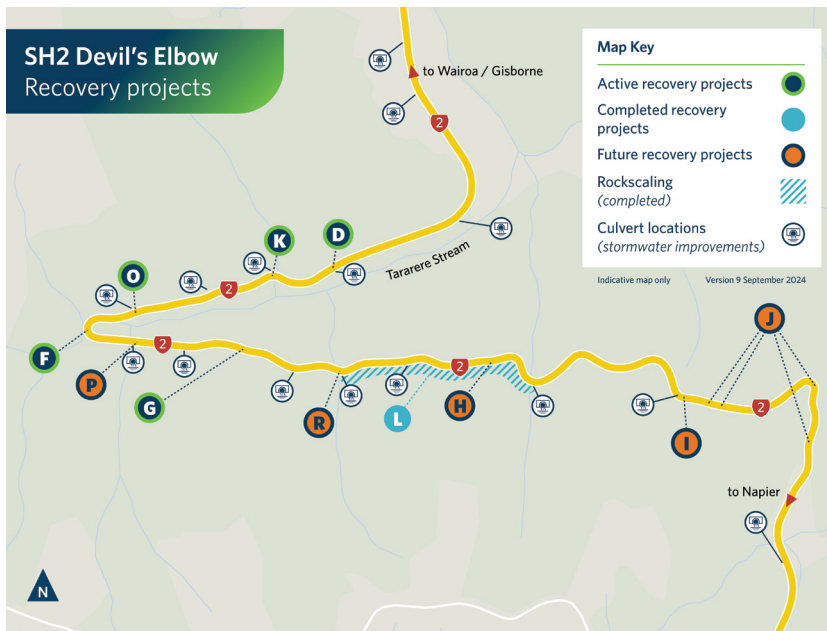 SH2 Devil's Elbow
Recovery projects
to Wairoa / Gisborne
2
Map Key
Active recovery projects
Completed recovery
projects
Future recovery projects
Rockscaling
(completed)
Culvert locations
(stormwater improvements)
Indicative map only
Version 9 September 2024
D
K
Tararere Stream
O
2
J
F
2
P
G
2
R
L
H
2
I
to Napier
N